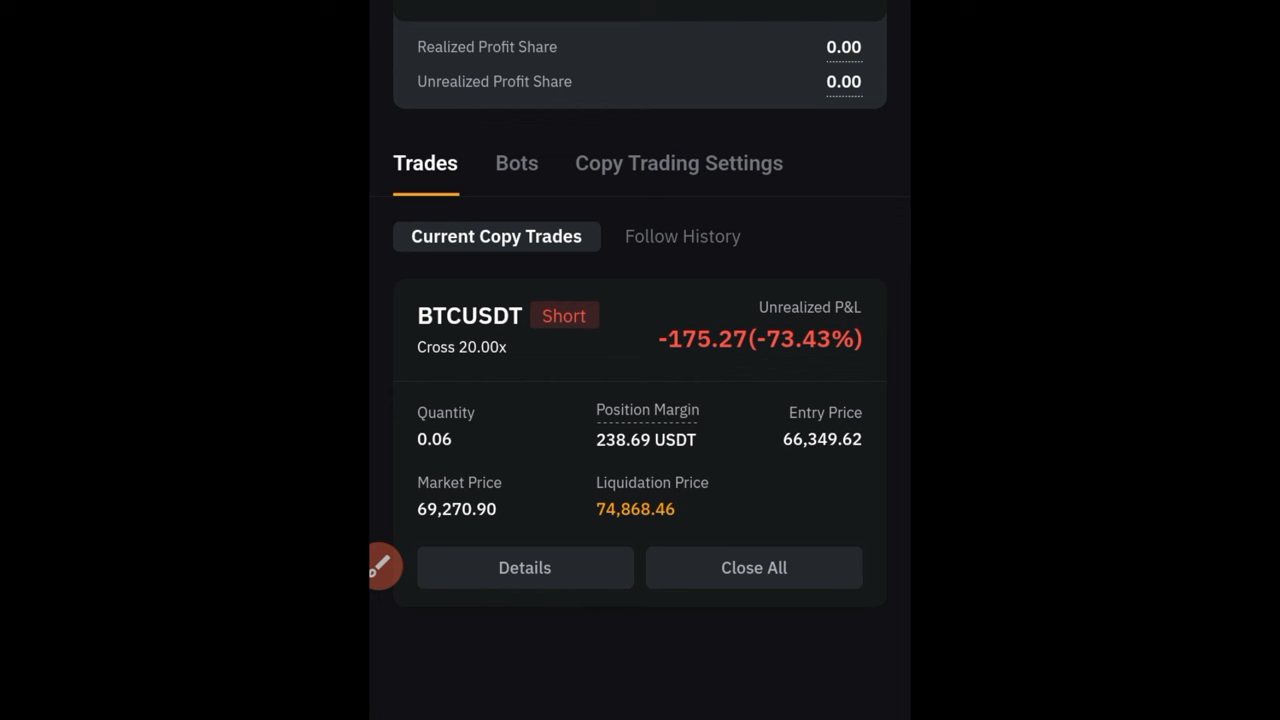 Realized Profit Share 0.00
Unrealized Profit Share 0.00
Trades Bots Copy Trading Settings
Current Copy Trades Follow History
BTCUSDT Short Unrealized P&L
Cross 20.00x -175.27(-73.43%)
Quantity Position Margin Entry Price
0.06 238.69 USDT 66,349.62
Market Price Liquidation Price
69,270.90 74,868.46
Details Close All